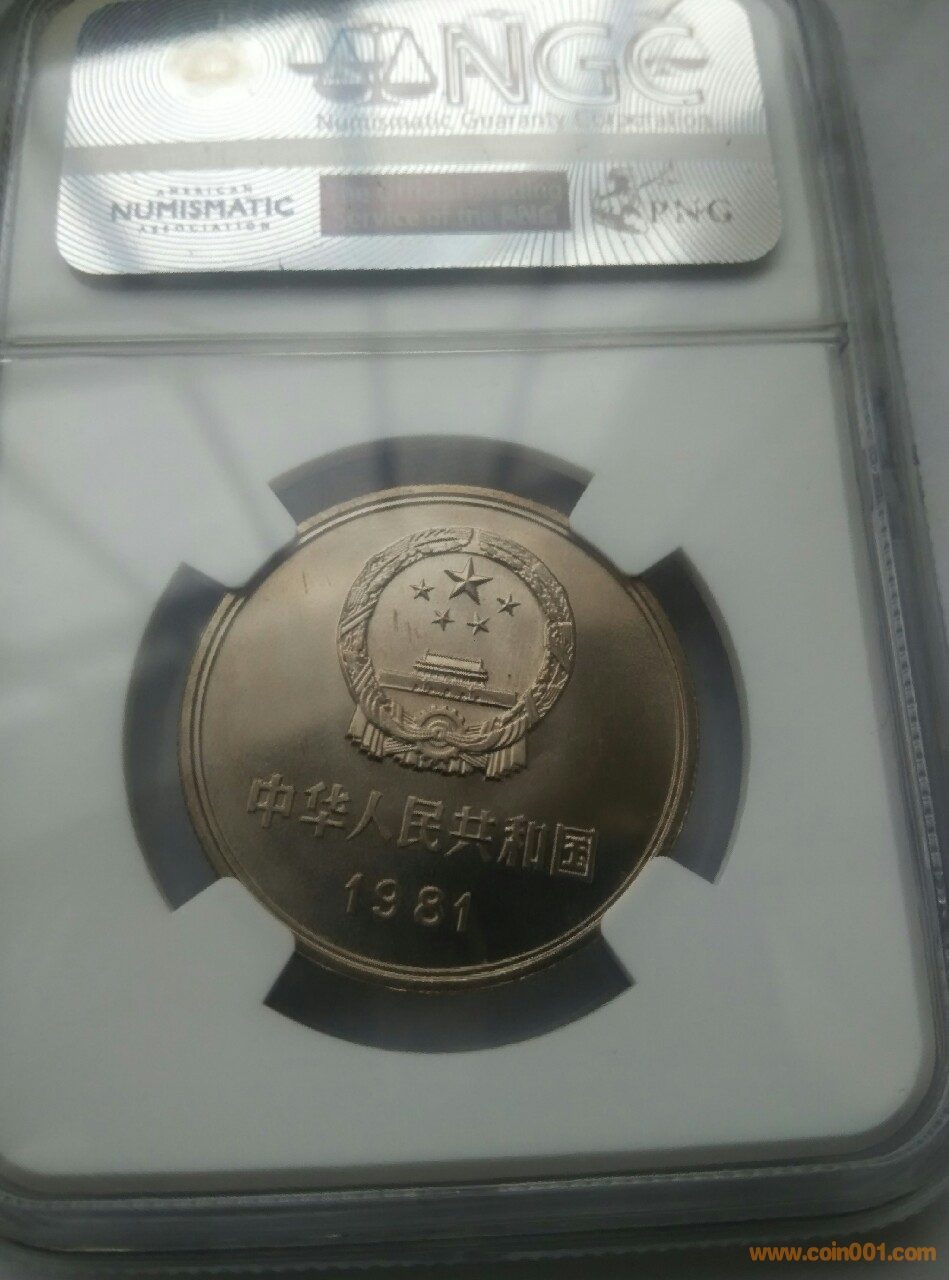 NGC
Numismatic Guaranty Corporation
AMERICAN
NUMISMATIC
ASSOCIATION
PNG
中华人民共和国
1981
www.coin001.com